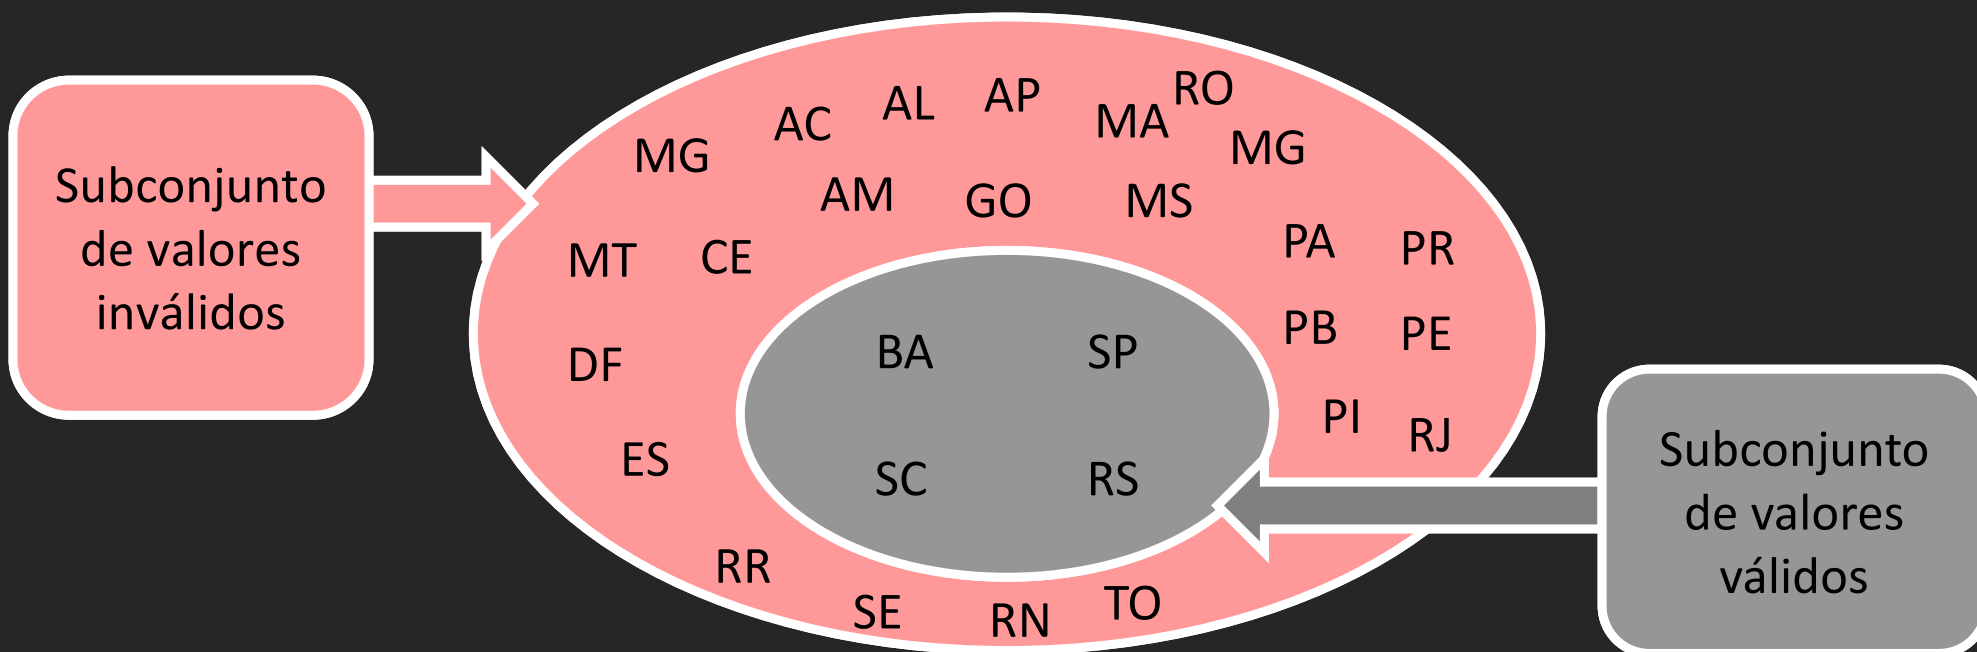 Subconjunto
de valores
inválidos
RO
AP
AL
MA
AC
MG
MG
AM
GO
MS
PA
PR
MT
CE
PB
PE
DF
BA
SP
PI
RJ
ES
SC
RS
RR
SE
RN
TO
Subconjunto
de valores
válidos